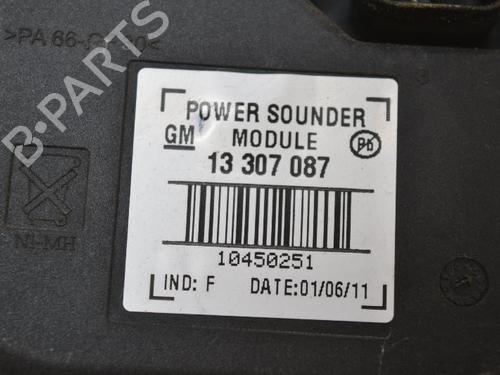 >PA 66-
B-PARTS
POWER SOUNDER
GM MODULE Pb
13 307 087
10450251
IND: F DATE:01/06/11
Ni-MH